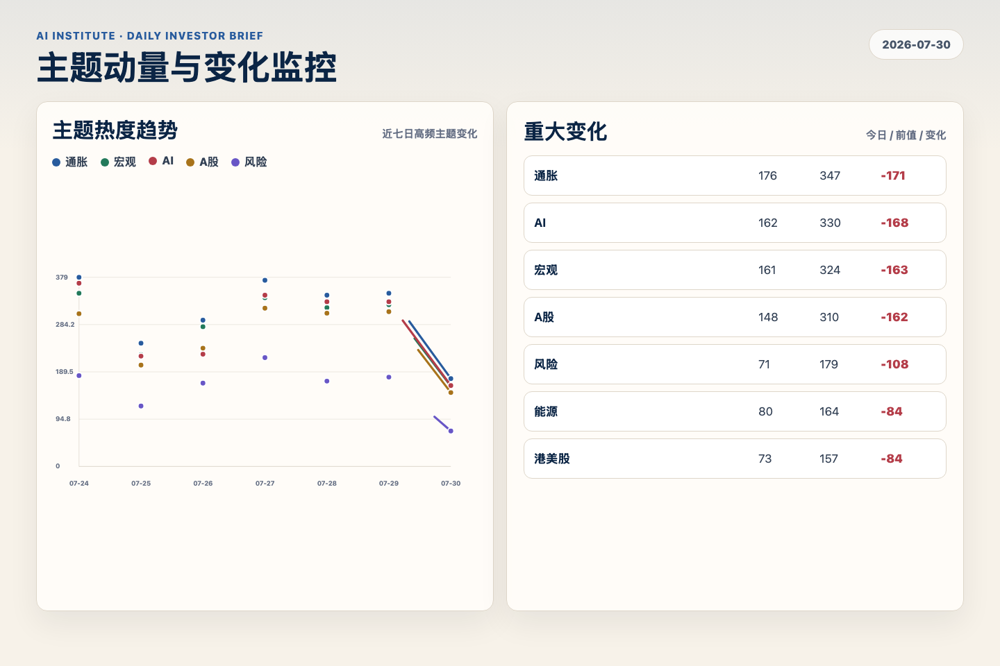 AI INSTITUTE · DAILY INVESTOR BRIEF
主题动量与变化监控
2026-07-30
主题热度趋势
近七日高频主题变化
通胀 宏观 AI A股 风险
379
284.2
189.5
94.8
0
07-24 07-25 07-26 07-27 07-28 07-29 07-30
重大变化
今日 / 前值 / 变化
通胀 176 347 -171
AI 162 330 -168
宏观 161 324 -163
A股 148 310 -162
风险 71 179 -108
能源 80 164 -84
港美股 73 157 -84